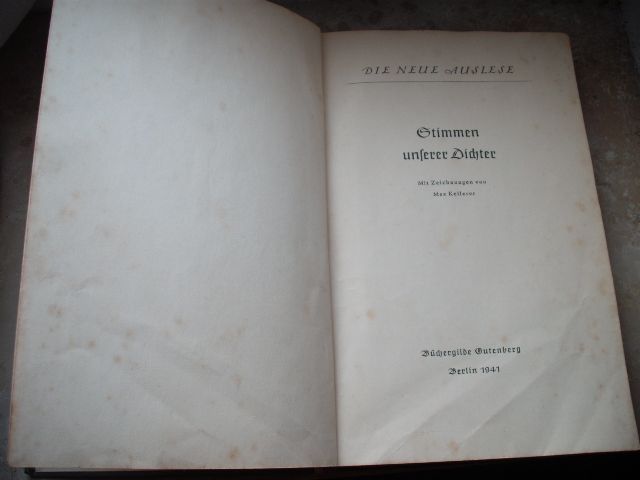 DIE NEUE AUSLESE
Stimmen
unſerer Dichter
Mit Zeichnungen von
Max Kellerer
Büchergilde Gutenberg
Berlin 1941